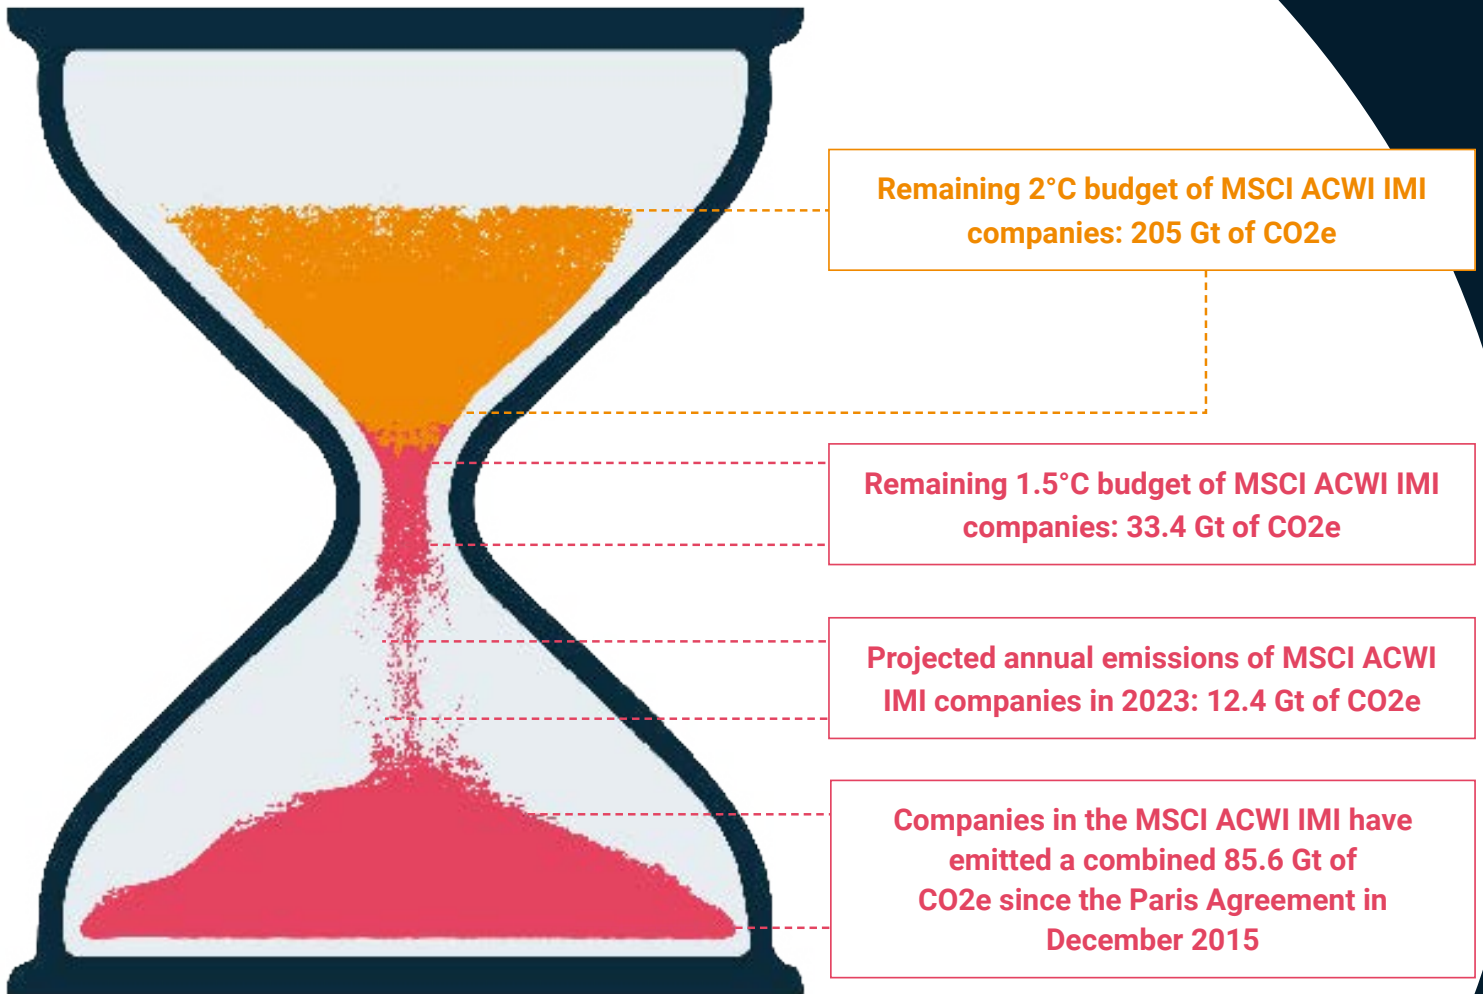 Remaining 2°C budget of MSCI ACWI IMI
companies: 205 Gt of CO2e
Remaining 1.5°C budget of MSCI ACWI IMI
companies: 33.4 Gt of CO2e
Projected annual emissions of MSCI ACWI
IMI companies in 2023: 12.4 Gt of CO2e
Companies in the MSCI ACWI IMI have
emitted a combined 85.6 Gt of
CO2e since the Paris Agreement in
December 2015